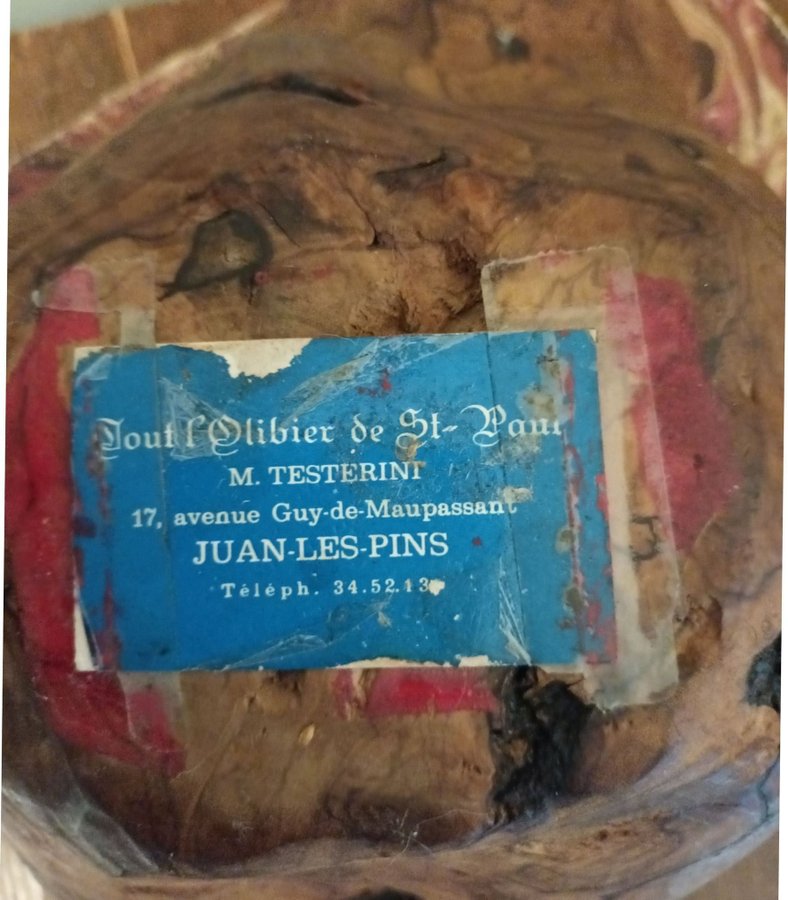 Tout l'Olivier de St-Paul
M. TESTERINI
17, avenue Guy-de-Maupassant
JUAN-LES-PINS
Téléph. 34.52.13